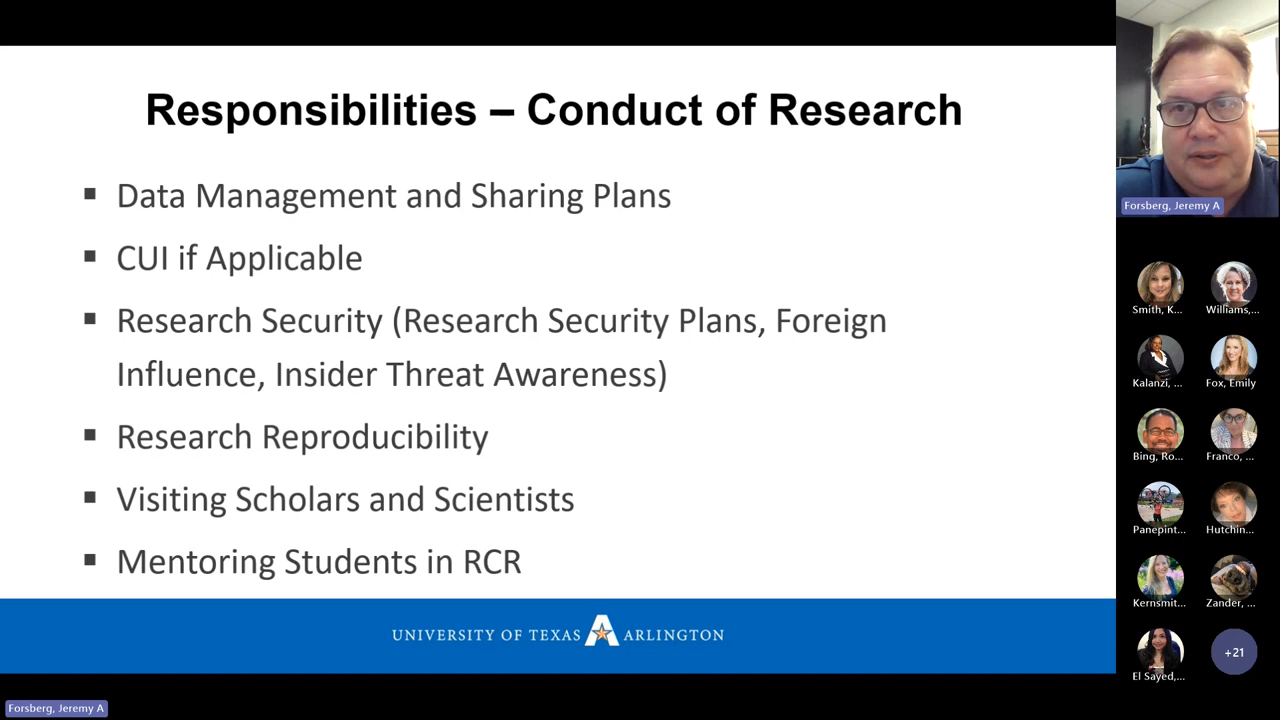 Responsibilities – Conduct of Research
▪ Data Management and Sharing Plans
▪ CUI if Applicable
▪ Research Security (Research Security Plans, Foreign
Influence, Insider Threat Awareness)
▪ Research Reproducibility
▪ Visiting Scholars and Scientists
▪ Mentoring Students in RCR
UNIVERSITY OF TEXAS A ARLINGTON
Forsberg, Jeremy A
Smith, K...
Williams,...
Kalanzi, ...
Fox, Emily
Bing, Ro...
Franco, ...
Panepint...
Hutchin...
Kernsmit...
Zander, ...
El Sayed,...
+21
Forsberg, Jeremy A